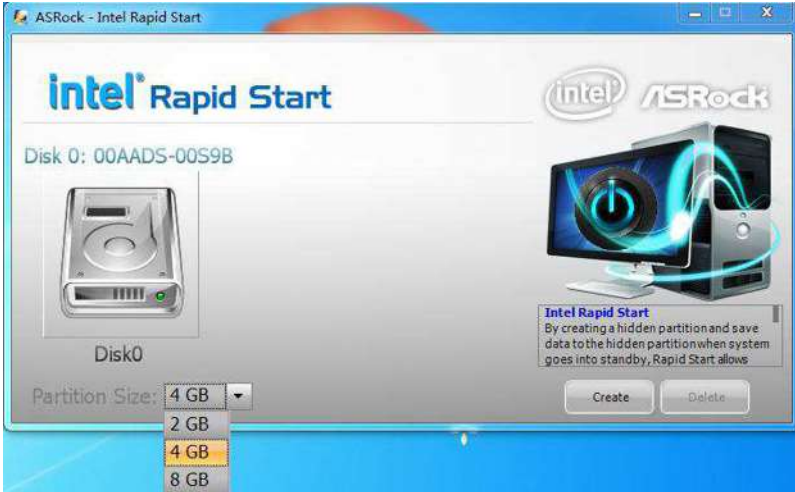 ASRock - Intel Rapid Start
intel® Rapid Start
intel ASRock
Disk 0: 00AADS-00S9B
Disk0
Intel Rapid Start
By creating a hidden partition and save
data to the hidden partition when system
goes into standby, Rapid Start allows
Partition Size: 4 GB
2 GB
4 GB
8 GB
Create Delete